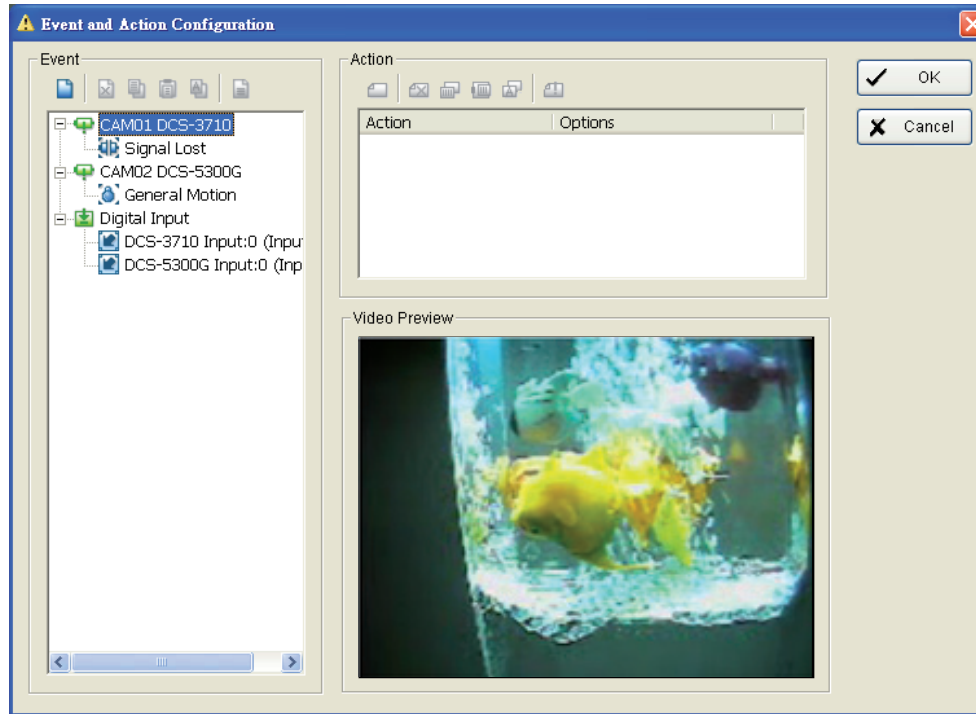 Event and Action Configuration
Event
CAM01 DCS-3710
Signal Lost
CAM02 DCS-5300G
General Motion
Digital Input
DCS-3710 Input:0 (Inpu
DCS-5300G Input:0 (Inp
Action
Action Options
Video Preview
OK
Cancel